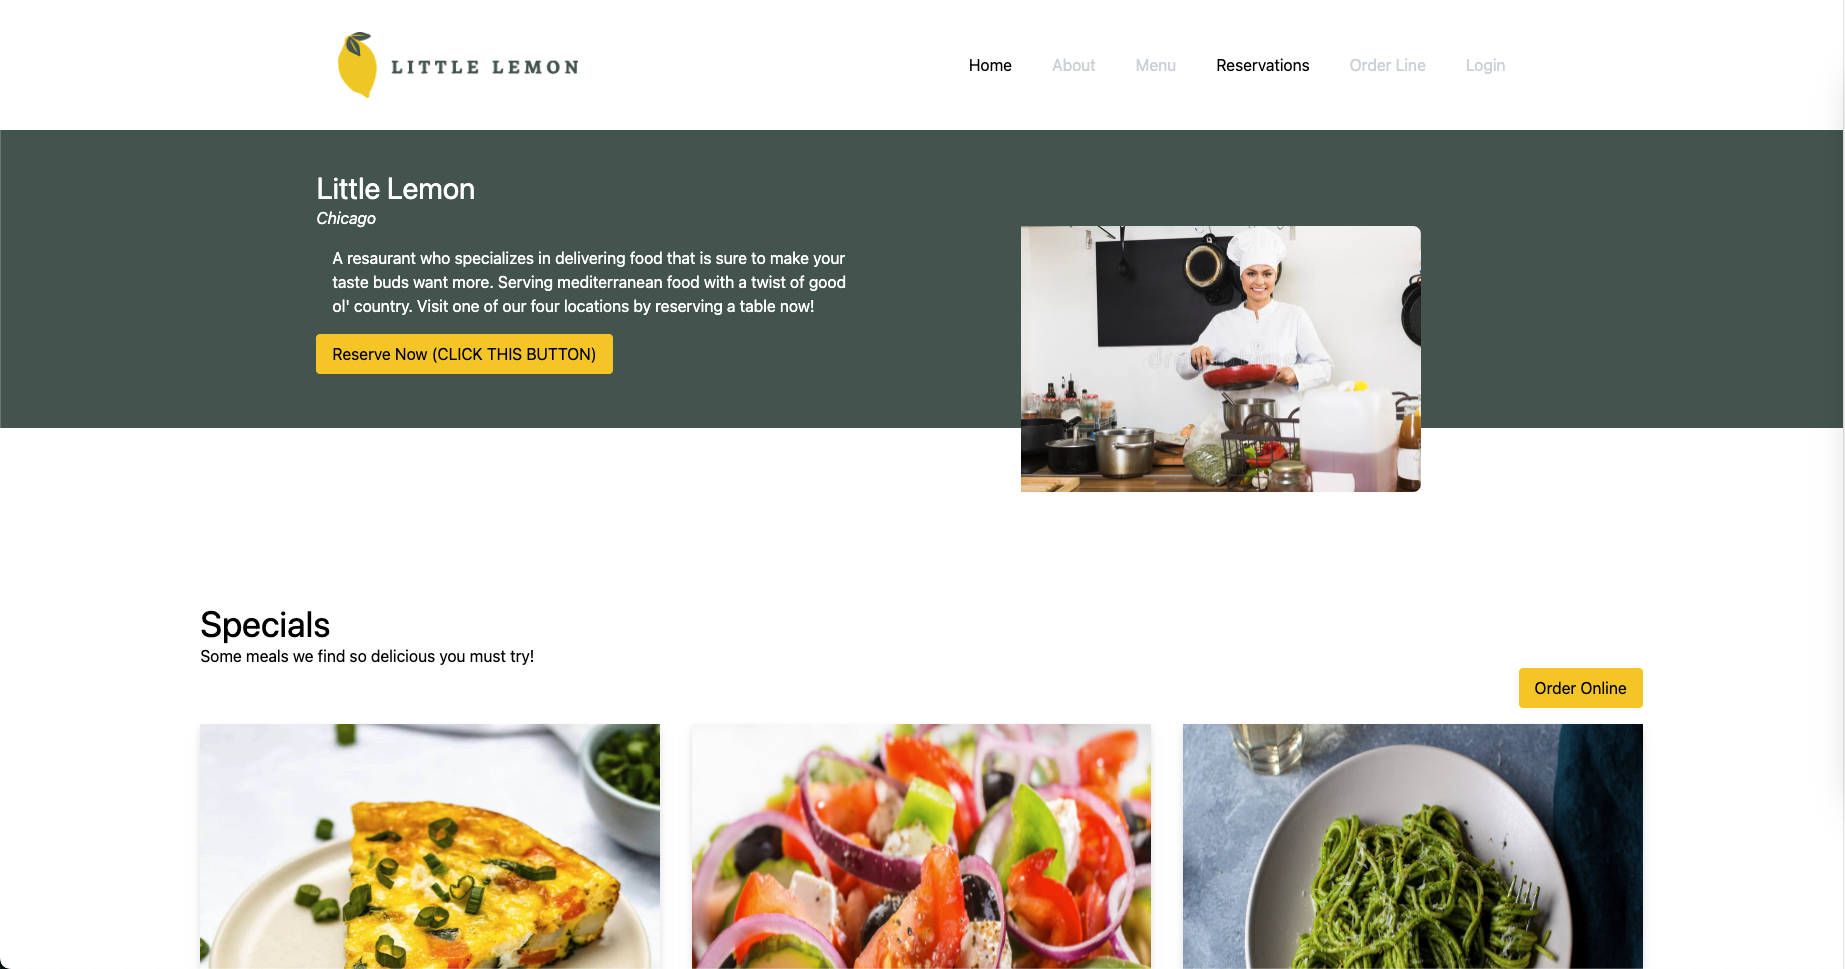 LITTLE LEMON
Home About Menu Reservations Order Line Login
Little Lemon
Chicago
A resaurant who specializes in delivering food that is sure to make your
taste buds want more. Serving mediterranean food with a twist of good
ol' country. Visit one of our four locations by reserving a table now!
Reserve Now (CLICK THIS BUTTON)
Specials
Some meals we find so delicious you must try!
Order Online